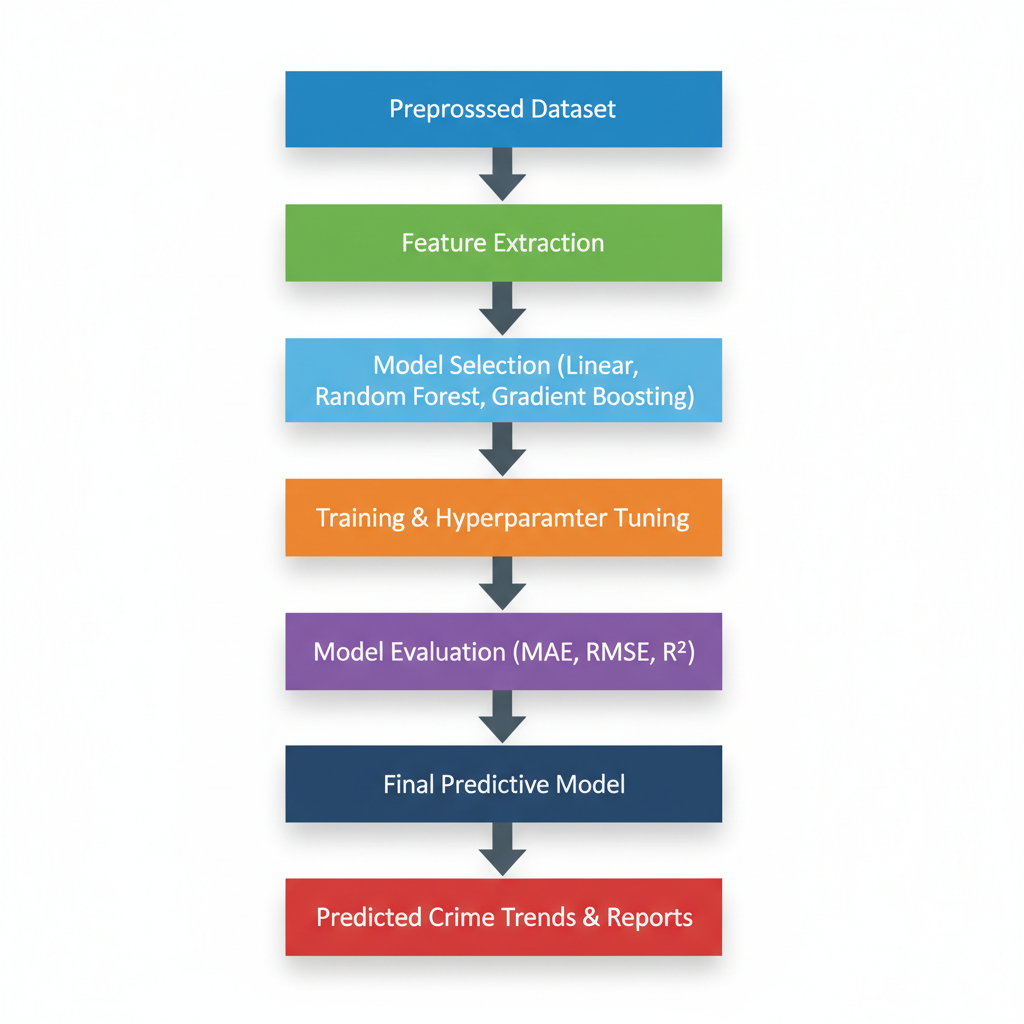 Preprosssed Dataset
Feature Extraction
Model Selection (Linear,
Random Forest, Gradient Boosting)
Training & Hyperparamter Tuning
Model Evaluation (MAE, RMSE, R²)
Final Predictive Model
Predicted Crime Trends & Reports